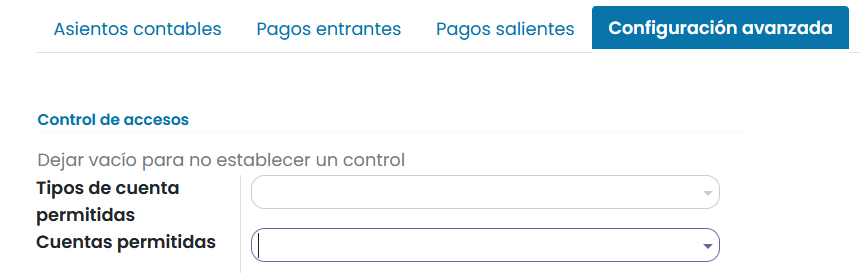 Asientos contables Pagos entrantes Pagos salientes Configuración avanzada
Control de accesos
Dejar vacío para no establecer un control
Tipos de cuenta
permitidas
Cuentas permitidas